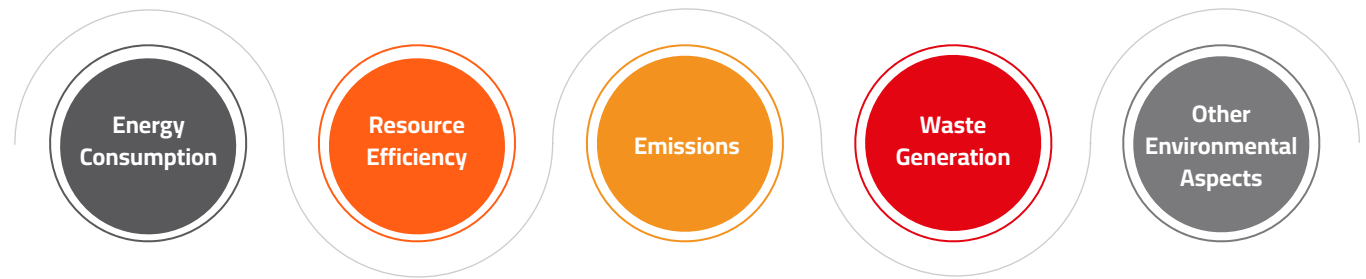 Energy
Consumption
Resource
Efficiency
Emissions
Waste
Generation
Other
Environmental
Aspects